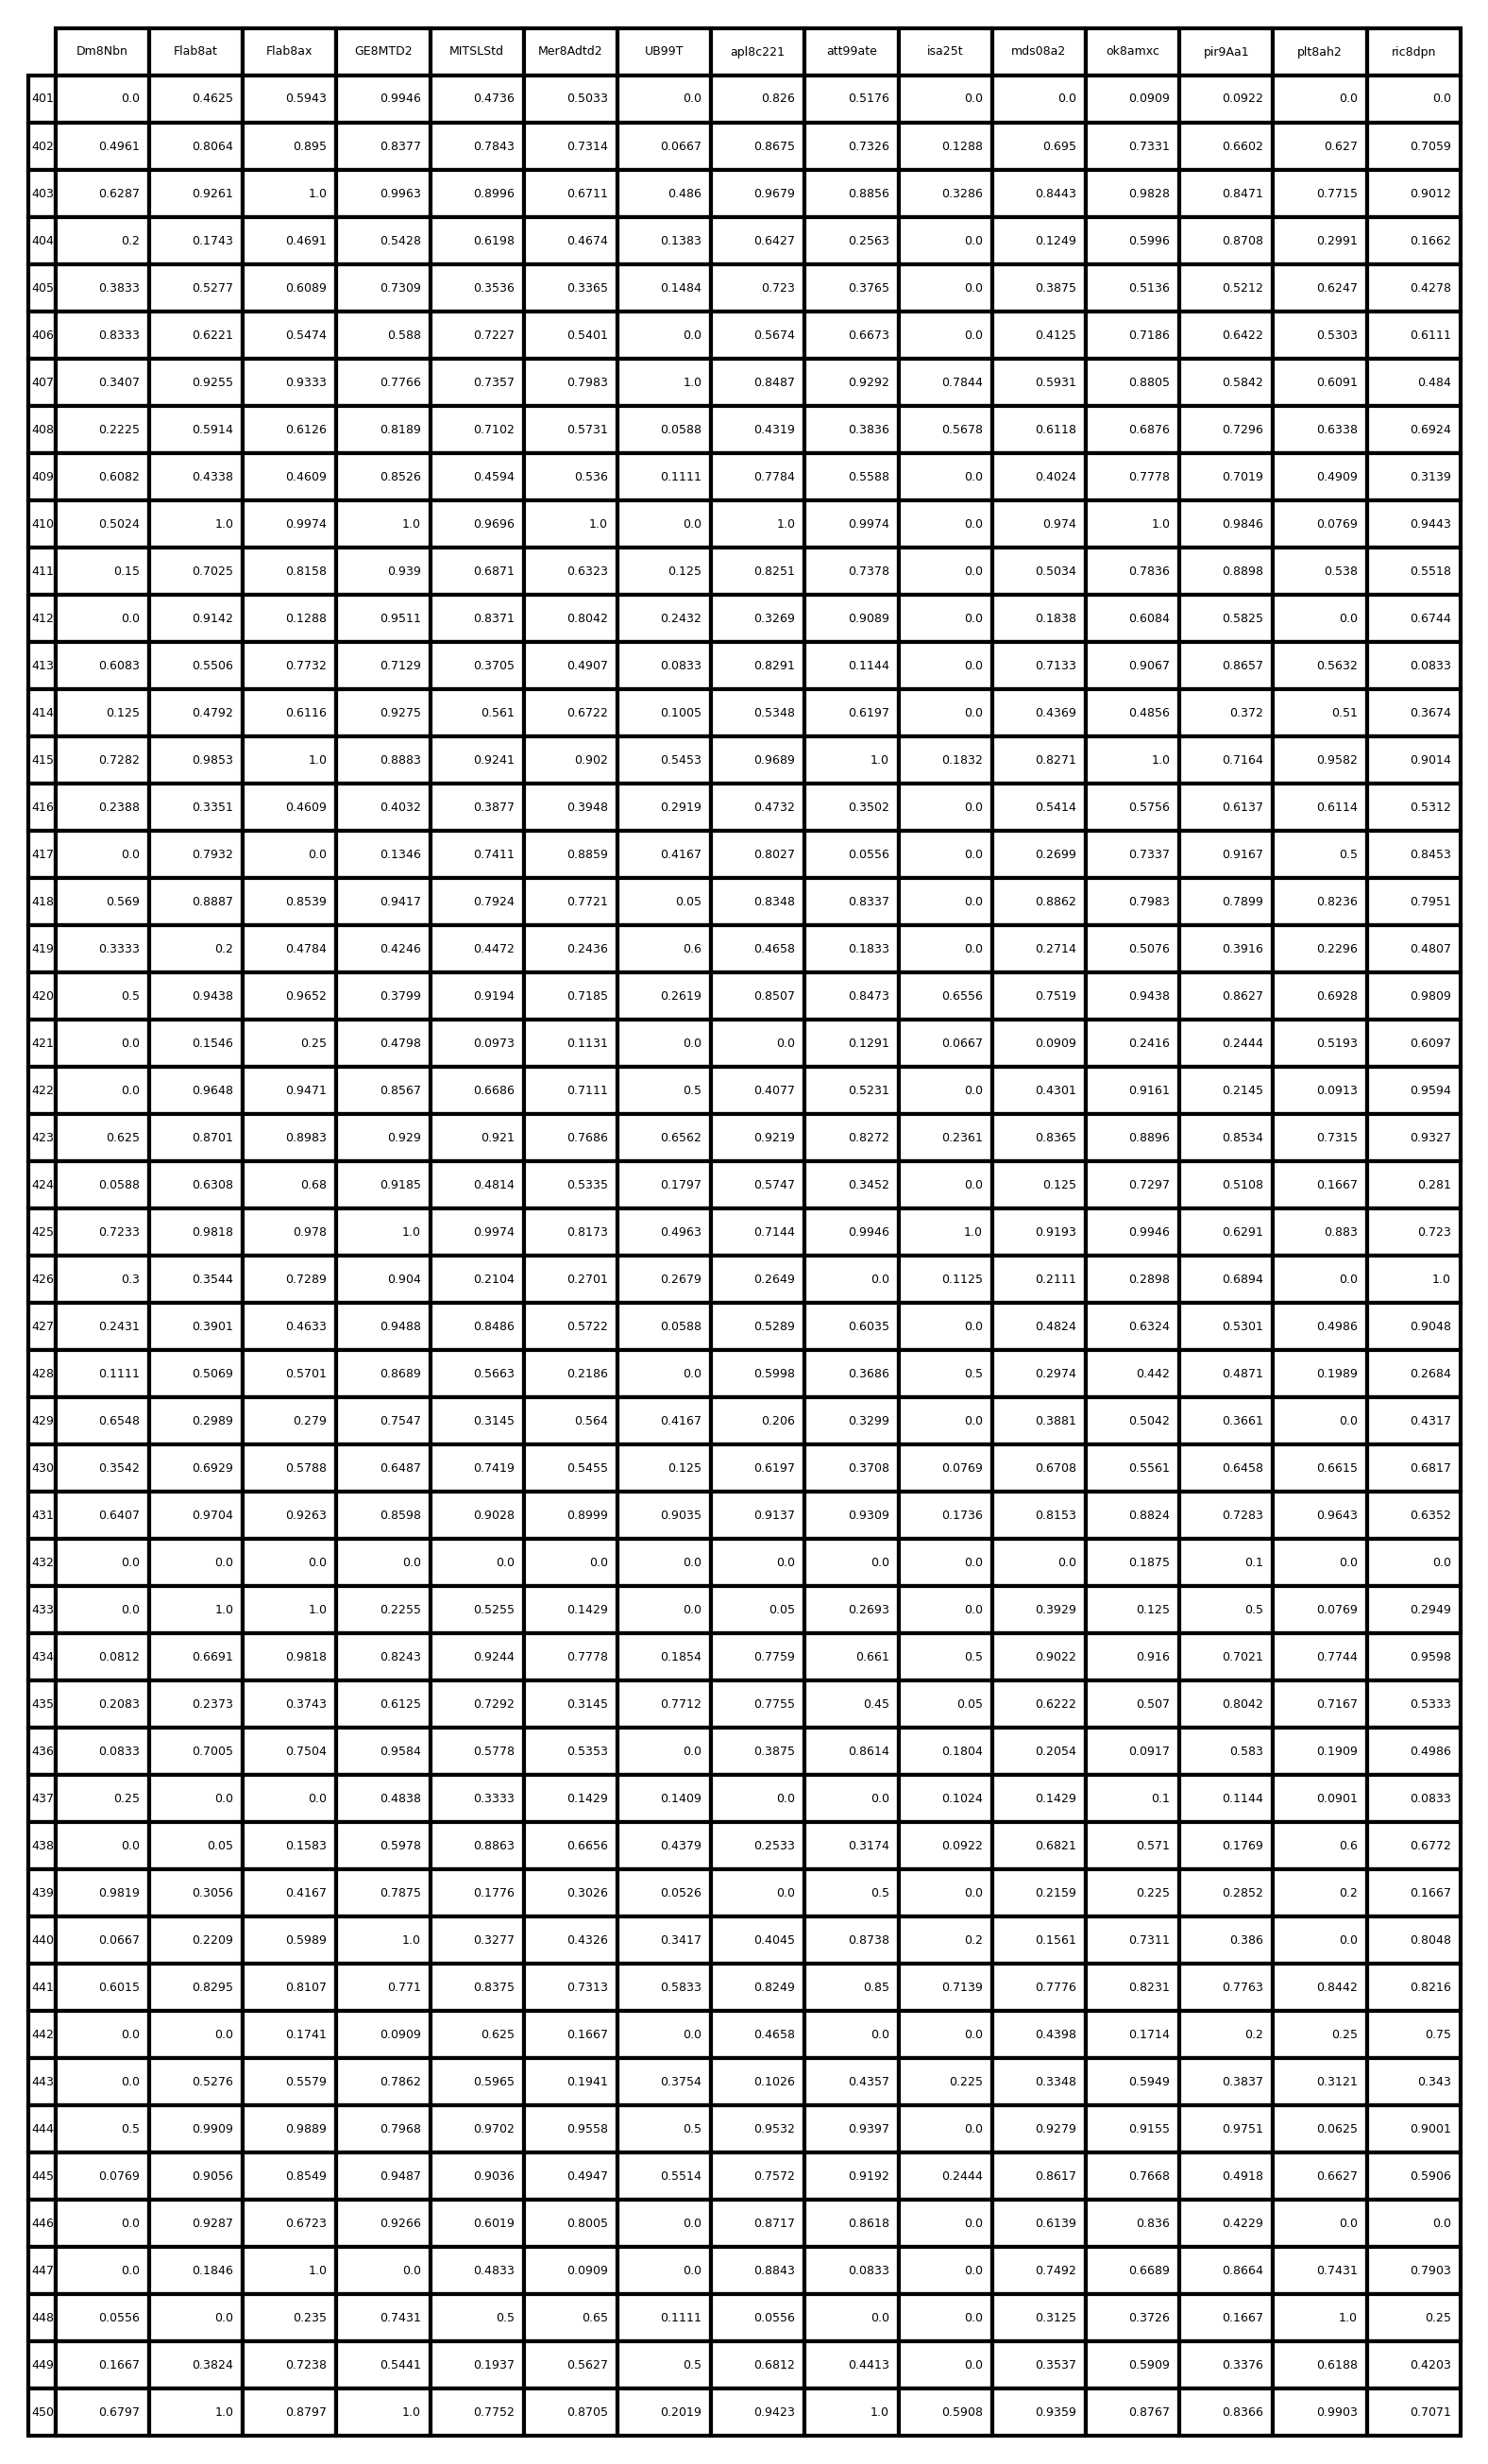 Dm8Nbn Flab8at Flab8ax GE8MTD2 MITSLStd Mer8Adtd2 UB99T apl8c221 att99ate isa25t mds08a2 ok8amxc pir9Aa1 plt8ah2 ric8dpn
401 0.0 0.4625 0.5943 0.9946 0.4736 0.5033 0.0 0.826 0.5176 0.0 0.0 0.0909 0.0922 0.0 0.0
402 0.4961 0.8064 0.895 0.8377 0.7843 0.7314 0.0667 0.8675 0.7326 0.1288 0.695 0.7331 0.6602 0.627 0.7059
403 0.6287 0.9261 1.0 0.9963 0.8996 0.6711 0.486 0.9679 0.8856 0.3286 0.8443 0.9828 0.8471 0.7715 0.9012
404 0.2 0.1743 0.4691 0.5428 0.6198 0.4674 0.1383 0.6427 0.2563 0.0 0.1249 0.5996 0.8708 0.2991 0.1662
405 0.3833 0.5277 0.6089 0.7309 0.3536 0.3365 0.1484 0.723 0.3765 0.0 0.3875 0.5136 0.5212 0.6247 0.4278
406 0.8333 0.6221 0.5474 0.588 0.7227 0.5401 0.0 0.5674 0.6673 0.0 0.4125 0.7186 0.6422 0.5303 0.6111
407 0.3407 0.9255 0.9333 0.7766 0.7357 0.7983 1.0 0.8487 0.9292 0.7844 0.5931 0.8805 0.5842 0.6091 0.484
408 0.2225 0.5914 0.6126 0.8189 0.7102 0.5731 0.0588 0.4319 0.3836 0.5678 0.6118 0.6876 0.7296 0.6338 0.6924
409 0.6082 0.4338 0.4609 0.8526 0.4594 0.536 0.1111 0.7784 0.5588 0.0 0.4024 0.7778 0.7019 0.4909 0.3139
410 0.5024 1.0 0.9974 1.0 0.9696 1.0 0.0 1.0 0.9974 0.0 0.974 1.0 0.9846 0.0769 0.9443
411 0.15 0.7025 0.8158 0.939 0.6871 0.6323 0.125 0.8251 0.7378 0.0 0.5034 0.7836 0.8898 0.538 0.5518
412 0.0 0.9142 0.1288 0.9511 0.8371 0.8042 0.2432 0.3269 0.9089 0.0 0.1838 0.6084 0.5825 0.0 0.6744
413 0.6083 0.5506 0.7732 0.7129 0.3705 0.4907 0.0833 0.8291 0.1144 0.0 0.7133 0.9067 0.8657 0.5632 0.0833
414 0.125 0.4792 0.6116 0.9275 0.561 0.6722 0.1005 0.5348 0.6197 0.0 0.4369 0.4856 0.372 0.51 0.3674
415 0.7282 0.9853 1.0 0.8883 0.9241 0.902 0.5453 0.9689 1.0 0.1832 0.8271 1.0 0.7164 0.9582 0.9014
416 0.2388 0.3351 0.4609 0.4032 0.3877 0.3948 0.2919 0.4732 0.3502 0.0 0.5414 0.5756 0.6137 0.6114 0.5312
417 0.0 0.7932 0.0 0.1346 0.7411 0.8859 0.4167 0.8027 0.0556 0.0 0.2699 0.7337 0.9167 0.5 0.8453
418 0.569 0.8887 0.8539 0.9417 0.7924 0.7721 0.05 0.8348 0.8337 0.0 0.8862 0.7983 0.7899 0.8236 0.7951
419 0.3333 0.2 0.4784 0.4246 0.4472 0.2436 0.6 0.4658 0.1833 0.0 0.2714 0.5076 0.3916 0.2296 0.4807
420 0.5 0.9438 0.9652 0.3799 0.9194 0.7185 0.2619 0.8507 0.8473 0.6556 0.7519 0.9438 0.8627 0.6928 0.9809
421 0.0 0.1546 0.25 0.4798 0.0973 0.1131 0.0 0.0 0.1291 0.0667 0.0909 0.2416 0.2444 0.5193 0.6097
422 0.0 0.9648 0.9471 0.8567 0.6686 0.7111 0.5 0.4077 0.5231 0.0 0.4301 0.9161 0.2145 0.0913 0.9594
423 0.625 0.8701 0.8983 0.929 0.921 0.7686 0.6562 0.9219 0.8272 0.2361 0.8365 0.8896 0.8534 0.7315 0.9327
424 0.0588 0.6308 0.68 0.9185 0.4814 0.5335 0.1797 0.5747 0.3452 0.0 0.125 0.7297 0.5108 0.1667 0.281
425 0.7233 0.9818 0.978 1.0 0.9974 0.8173 0.4963 0.7144 0.9946 1.0 0.9193 0.9946 0.6291 0.883 0.723
426 0.3 0.3544 0.7289 0.904 0.2104 0.2701 0.2679 0.2649 0.0 0.1125 0.2111 0.2898 0.6894 0.0 1.0
427 0.2431 0.3901 0.4633 0.9488 0.8486 0.5722 0.0588 0.5289 0.6035 0.0 0.4824 0.6324 0.5301 0.4986 0.9048
428 0.1111 0.5069 0.5701 0.8689 0.5663 0.2186 0.0 0.5998 0.3686 0.5 0.2974 0.442 0.4871 0.1989 0.2684
429 0.6548 0.2989 0.279 0.7547 0.3145 0.564 0.4167 0.206 0.3299 0.0 0.3881 0.5042 0.3661 0.0 0.4317
430 0.3542 0.6929 0.5788 0.6487 0.7419 0.5455 0.125 0.6197 0.3708 0.0769 0.6708 0.5561 0.6458 0.6615 0.6817
431 0.6407 0.9704 0.9263 0.8598 0.9028 0.8999 0.9035 0.9137 0.9309 0.1736 0.8153 0.8824 0.7283 0.9643 0.6352
432 0.0 0.0 0.0 0.0 0.0 0.0 0.0 0.0 0.0 0.0 0.0 0.1875 0.1 0.0 0.0
433 0.0 1.0 1.0 0.2255 0.5255 0.1429 0.0 0.05 0.2693 0.0 0.3929 0.125 0.5 0.0769 0.2949
434 0.0812 0.6691 0.9818 0.8243 0.9244 0.7778 0.1854 0.7759 0.661 0.5 0.9022 0.916 0.7021 0.7744 0.9598
435 0.2083 0.2373 0.3743 0.6125 0.7292 0.3145 0.7712 0.7755 0.45 0.05 0.6222 0.507 0.8042 0.7167 0.5333
436 0.0833 0.7005 0.7504 0.9584 0.5778 0.5353 0.0 0.3875 0.8614 0.1804 0.2054 0.0917 0.583 0.1909 0.4986
437 0.25 0.0 0.0 0.4838 0.3333 0.1429 0.1409 0.0 0.0 0.1024 0.1429 0.1 0.1144 0.0901 0.0833
438 0.0 0.05 0.1583 0.5978 0.8863 0.6656 0.4379 0.2533 0.3174 0.0922 0.6821 0.571 0.1769 0.6 0.6772
439 0.9819 0.3056 0.4167 0.7875 0.1776 0.3026 0.0526 0.0 0.5 0.0 0.2159 0.225 0.2852 0.2 0.1667
440 0.0667 0.2209 0.5989 1.0 0.3277 0.4326 0.3417 0.4045 0.8738 0.2 0.1561 0.7311 0.386 0.0 0.8048
441 0.6015 0.8295 0.8107 0.771 0.8375 0.7313 0.5833 0.8249 0.85 0.7139 0.7776 0.8231 0.7763 0.8442 0.8216
442 0.0 0.0 0.1741 0.0909 0.625 0.1667 0.0 0.4658 0.0 0.0 0.4398 0.1714 0.2 0.25 0.75
443 0.0 0.5276 0.5579 0.7862 0.5965 0.1941 0.3754 0.1026 0.4357 0.225 0.3348 0.5949 0.3837 0.3121 0.343
444 0.5 0.9909 0.9889 0.7968 0.9702 0.9558 0.5 0.9532 0.9397 0.0 0.9279 0.9155 0.9751 0.0625 0.9001
445 0.0769 0.9056 0.8549 0.9487 0.9036 0.4947 0.5514 0.7572 0.9192 0.2444 0.8617 0.7668 0.4918 0.6627 0.5906
446 0.0 0.9287 0.6723 0.9266 0.6019 0.8005 0.0 0.8717 0.8618 0.0 0.6139 0.836 0.4229 0.0 0.0
447 0.0 0.1846 1.0 0.0 0.4833 0.0909 0.0 0.8843 0.0833 0.0 0.7492 0.6689 0.8664 0.7431 0.7903
448 0.0556 0.0 0.235 0.7431 0.5 0.65 0.1111 0.0556 0.0 0.0 0.3125 0.3726 0.1667 1.0 0.25
449 0.1667 0.3824 0.7238 0.5441 0.1937 0.5627 0.5 0.6812 0.4413 0.0 0.3537 0.5909 0.3376 0.6188 0.4203
450 0.6797 1.0 0.8797 1.0 0.7752 0.8705 0.2019 0.9423 1.0 0.5908 0.9359 0.8767 0.8366 0.9903 0.7071